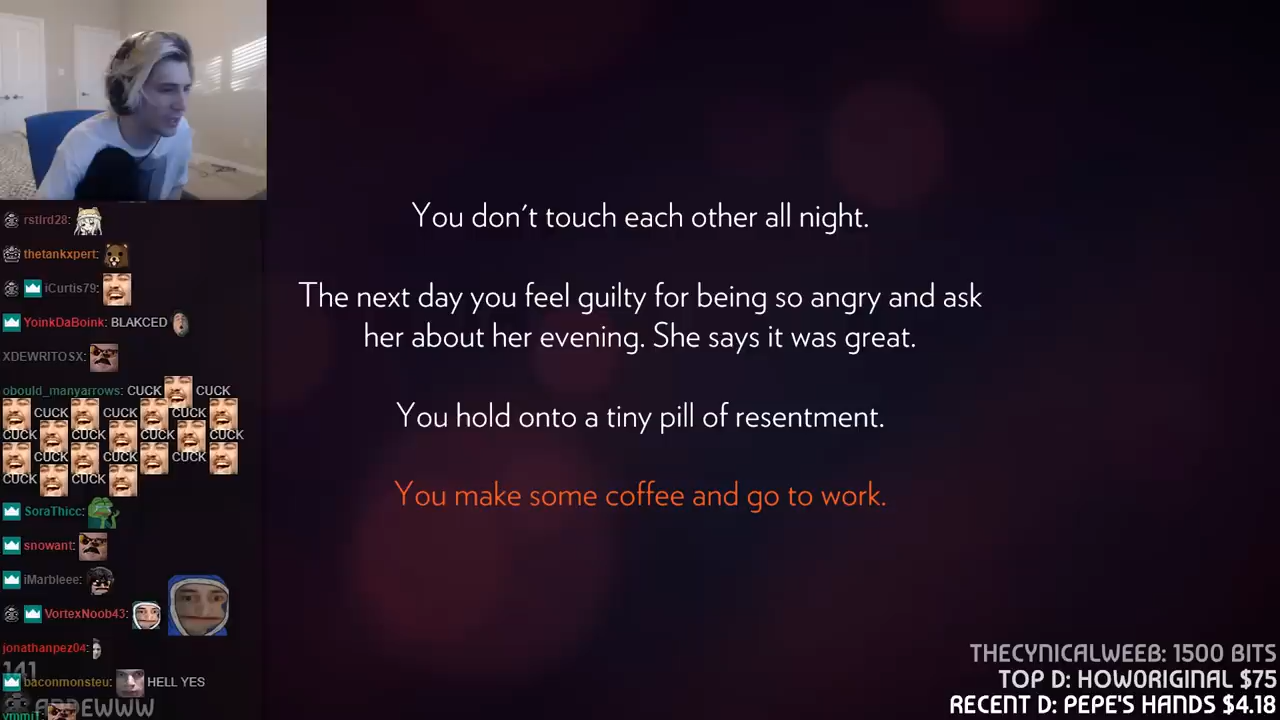 You don't touch each other all night.
The next day you feel guilty for being so angry and ask
her about her evening. She says it was great.
You hold onto a tiny pill of resentment.
You make some coffee and go to work.
rstlrd28:
thetankxpert:
iCurtis79:
YoinkDaBoink: BLAKCED
XDEWRITOSX:
obould_manyarrows: CUCK CUCK
CUCK CUCK CUCK
CUCK CUCK CUCK CUCK
CUCK CUCK CUCK
CUCK CUCK
SoraThicc:
snowant:
iMarbleee:
VortexNoob43:
jonathanpez04:
141
baconmonsteu: HELL YES
THECYNICALWEEB: 1500 BITS
TOP D: HOWORIGINAL $75
RECENT D: PEPE'S HANDS $4.18